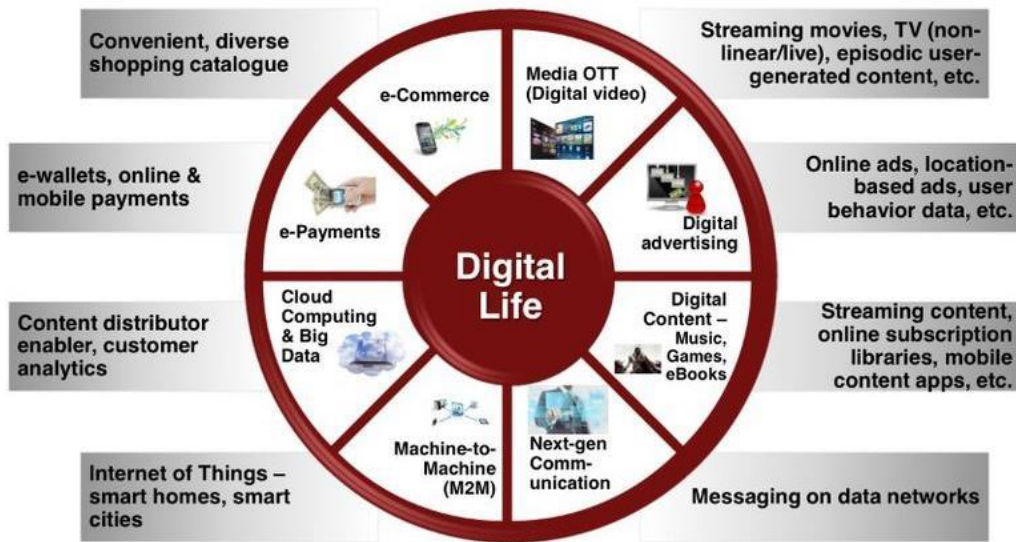 Convenient, diverse
shopping catalogue
e-Commerce
Media OTT
(Digital video)
Streaming movies, TV (non-
linear/live), episodic user-
generated content, etc.
e-wallets, online &
mobile payments
e-Payments
Digital
advertising
Online ads, location-
based ads, user
behavior data, etc.
Digital
Life
Content distributor
enabler, customer
analytics
Cloud
Computing
& Big
Data
Digital
Content –
Music,
Games,
eBooks
Streaming content,
online subscription
libraries, mobile
content apps, etc.
Internet of Things –
smart homes, smart
cities
Machine-to-
Machine
(M2M)
Next-gen
Comm-
unication
Messaging on data networks